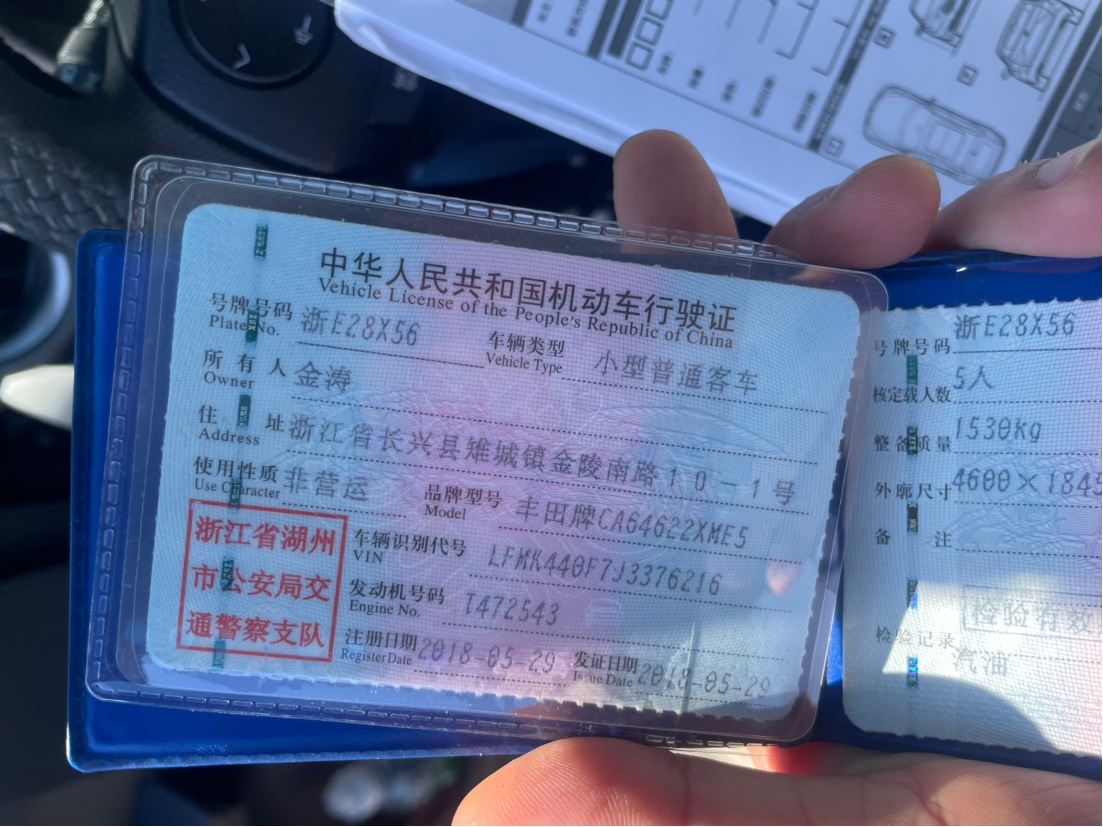 中华人民共和国机动车行驶证
Vehicle License of the People's Republic of China
号牌号码 浙E28X56 车辆类型 小型普通客车
Plate No. Vehicle Type
所有人 金涛
Owner
住址 浙江省长兴县雉城镇金陵南路10-1号
Address
使用性质 非营运 品牌型号 丰田牌CA64622XME5
Use Character Model
浙江省湖州
市公安局交
通警察支队
车辆识别代号 LFMK440F7J3376216
VIN
发动机号码 T472543
Engine No.
注册日期 2018-05-29 发证日期 2018-05-29
Register Date Issue Date
号牌号码 浙E28X56
核定载人数 5人
整备质量 1530kg
外廓尺寸 4600×1845
备注
检验有效
检验记录
汽油